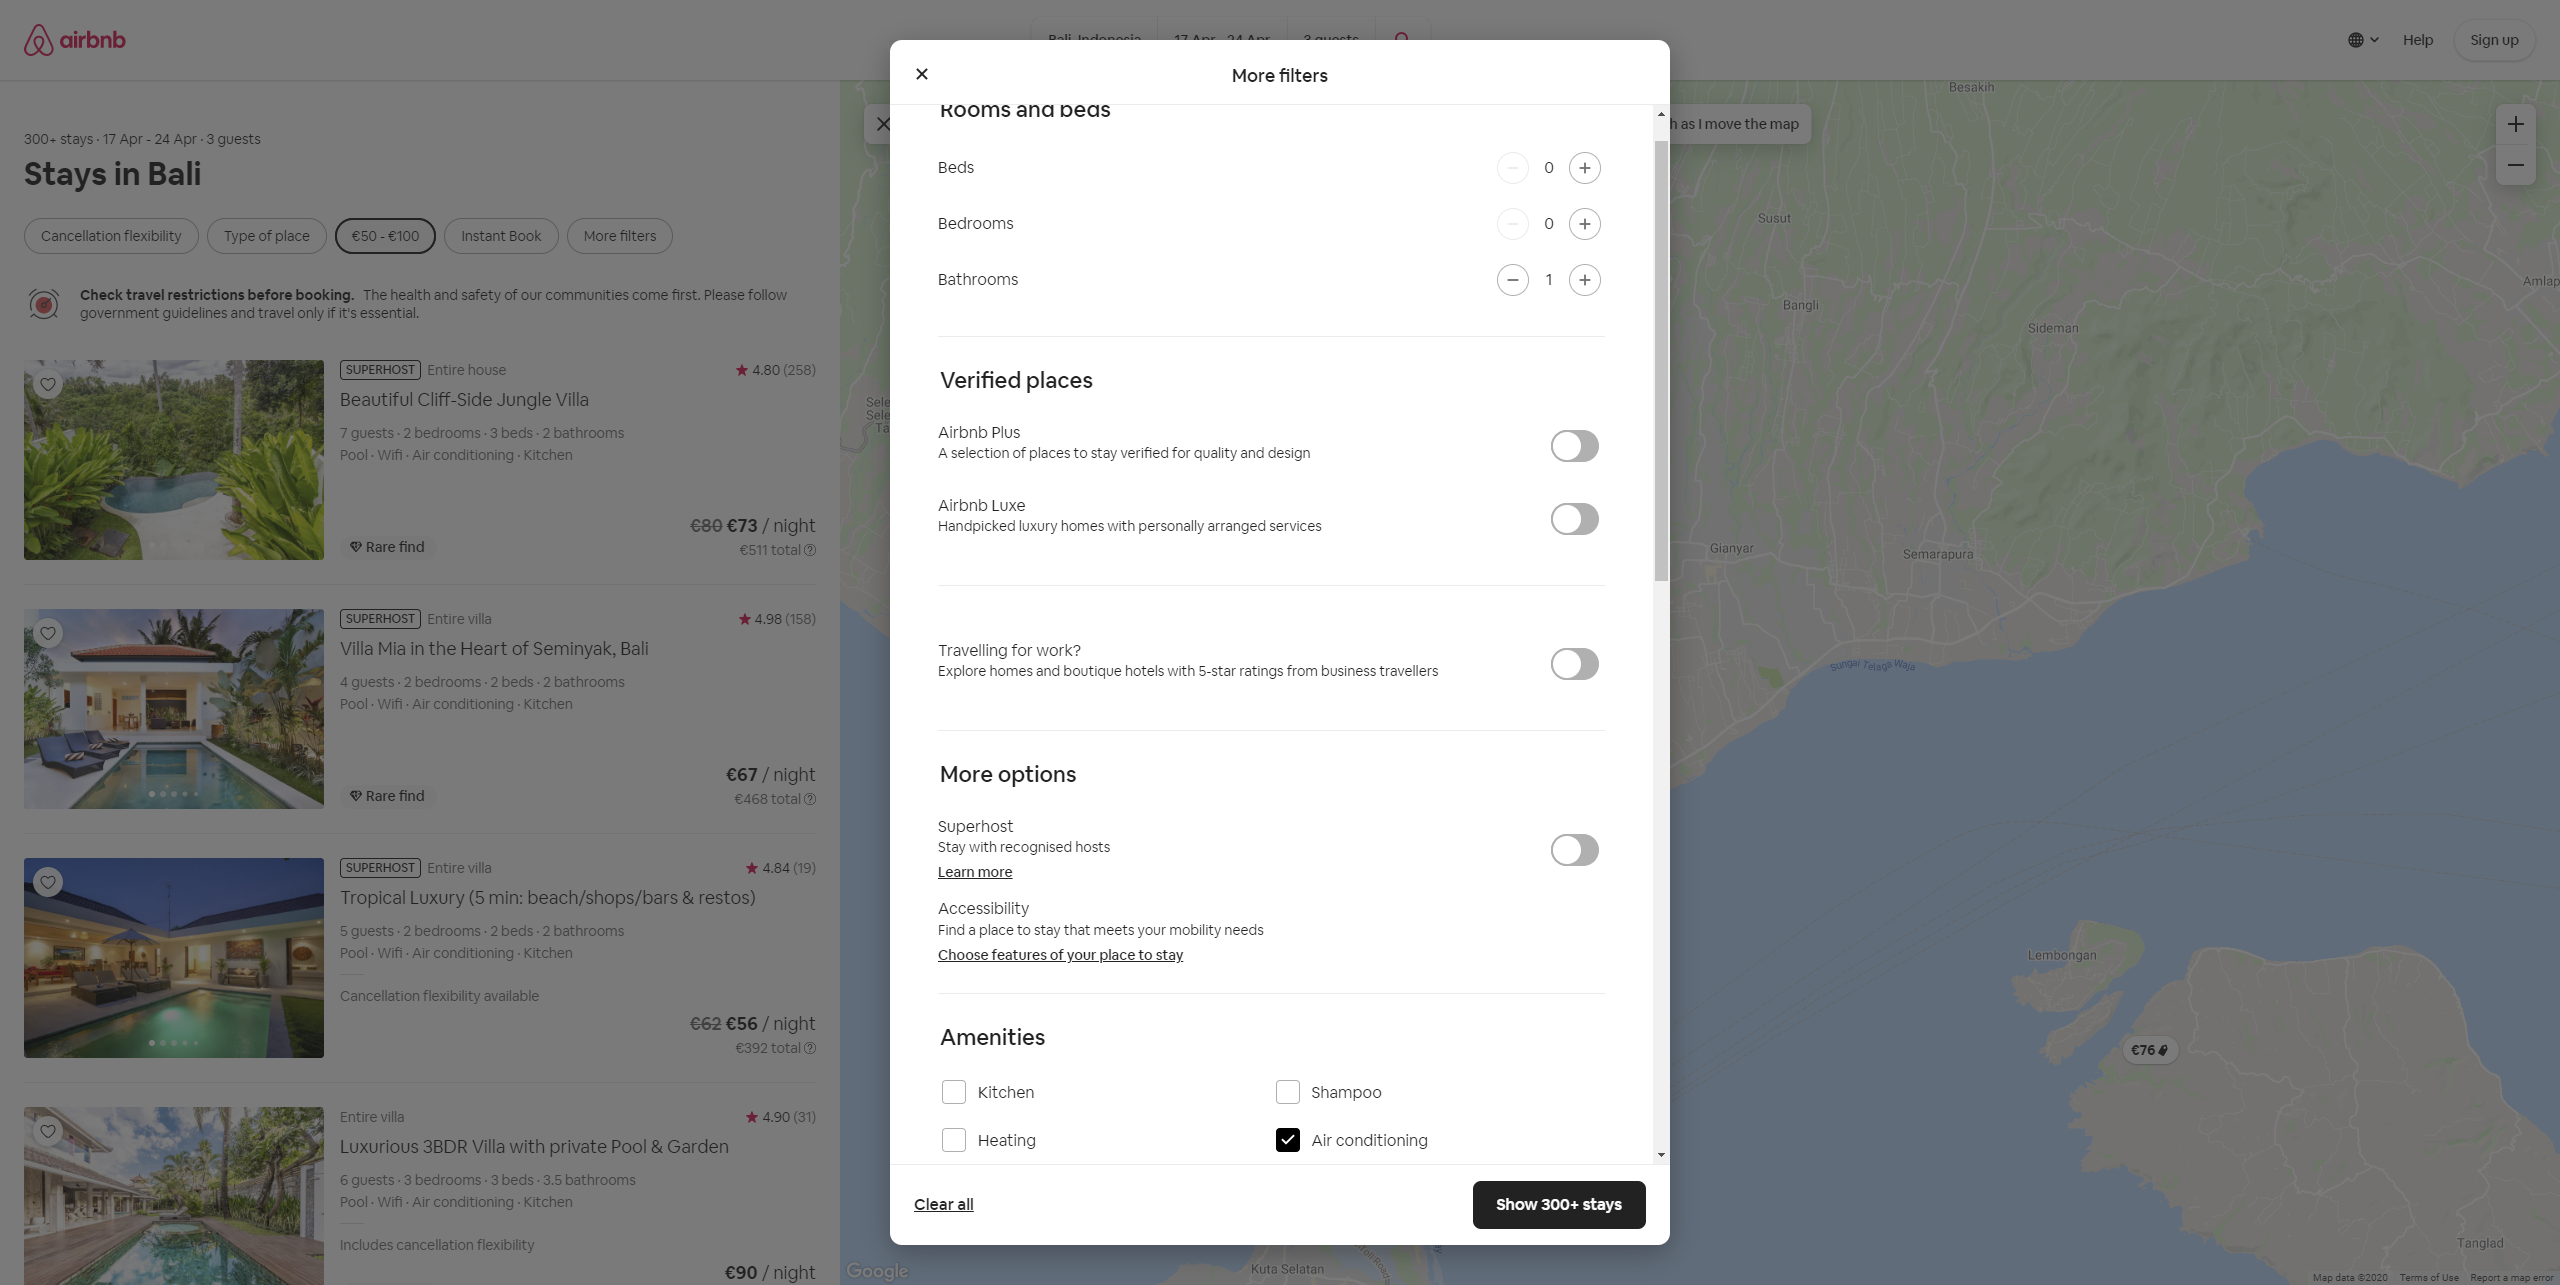 airbnb
Help
Sign up
300+ stays · 17 Apr - 24 Apr · 3 guests
Stays in Bali
Cancellation flexibility
Type of place
€50 - €100
Instant Book
More filters
Check travel restrictions before booking. The health and safety of our communities come first. Please follow
government guidelines and travel only if it's essential.
SUPERHOST Entire house
4.80 (258)
Beautiful Cliff-Side Jungle Villa
7 guests · 2 bedrooms · 3 beds · 2 bathrooms
Pool · Wifi · Air conditioning · Kitchen
€80 €73 / night
Rare find
€511 total
SUPERHOST Entire villa
4.98 (158)
Villa Mia in the Heart of Seminyak, Bali
4 guests · 2 bedrooms · 2 beds · 2 bathrooms
Pool · Wifi · Air conditioning · Kitchen
€67 / night
Rare find
€468 total
SUPERHOST Entire villa
4.84 (19)
Tropical Luxury (5 min: beach/shops/bars & restos)
5 guests · 2 bedrooms · 2 beds · 2 bathrooms
Pool · Wifi · Air conditioning · Kitchen
Cancellation flexibility available
€62 €56 / night
€392 total
Entire villa
4.90 (31)
Luxurious 3BDR Villa with private Pool & Garden
6 guests · 3 bedrooms · 3 beds · 3.5 bathrooms
Pool · Wifi · Air conditioning · Kitchen
Includes cancellation flexibility
€90 / night
More filters
Rooms and beds
Beds
0
Bedrooms
0
Bathrooms
1
Verified places
Airbnb Plus
A selection of places to stay verified for quality and design
Airbnb Luxe
Handpicked luxury homes with personally arranged services
Travelling for work?
Explore homes and boutique hotels with 5-star ratings from business travellers
More options
Superhost
Stay with recognised hosts
Learn more
Accessibility
Find a place to stay that meets your mobility needs
Choose features of your place to stay
Amenities
Kitchen
Shampoo
Heating
Air conditioning
Clear all
Show 300+ stays
h as I move the map
Besakih
Susut
Bangli
Amlap
Sideman
Gianyar
Semarapura
Sungai Telaga Waja
Lembongan
€76
Tanglad
Kuta Selatan
Google
Map data ©2020
Terms of Use
Report a map error